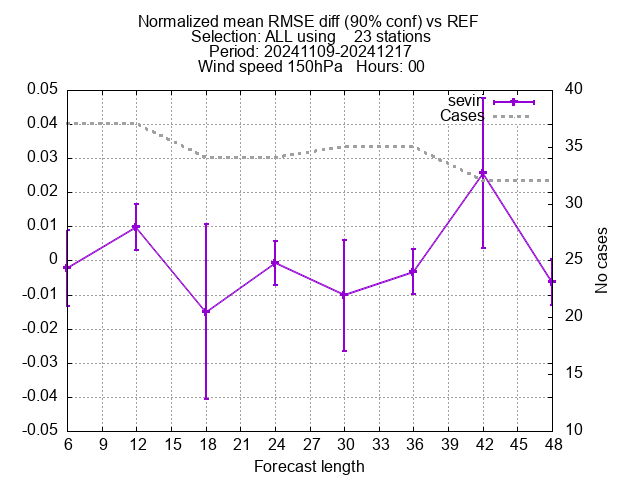 Normalized mean RMSE diff (90% conf) vs REF
Selection: ALL using    23 stations
Period: 20241109-20241217
Wind speed 150hPa   Hours: 00
sevir
Cases
0.05
0.04
0.03
0.02
0.01
0
-0.01
-0.02
-0.03
-0.04
-0.05
40
35
30
25
20
15
10
No cases
6 9 12 15 18 21 24 27 30 33 36 39 42 45 48
Forecast length